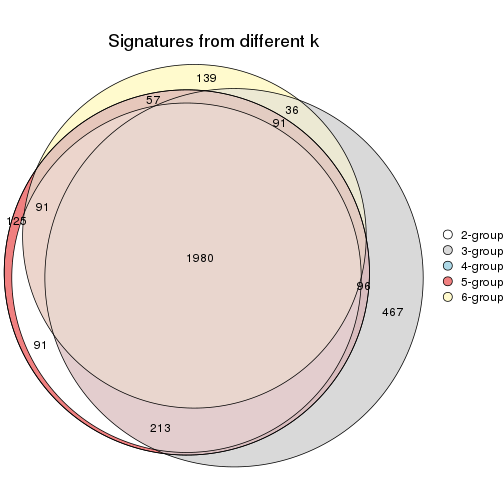 Signatures from different k
139
57
36
91
91
125
1980
96
467
91
213
2-group
3-group
4-group
5-group
6-group